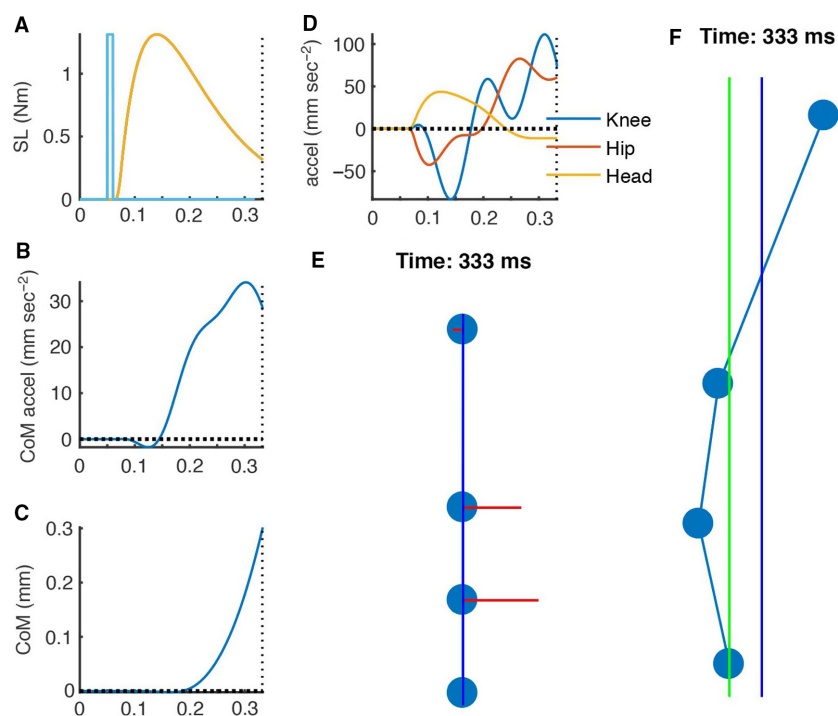 A
SL (Nm)
1
0.5
0
0 0.1 0.2 0.3
B
CoM accel (mm sec⁻²)
30
20
10
0
0 0.1 0.2 0.3
C
CoM (mm)
0.3
0.2
0.1
0
0 0.1 0.2 0.3
D
accel (mm sec⁻²)
100
50
0
−50
0 0.1 0.2 0.3
Knee
Hip
Head
E
Time: 333 ms
F Time: 333 ms